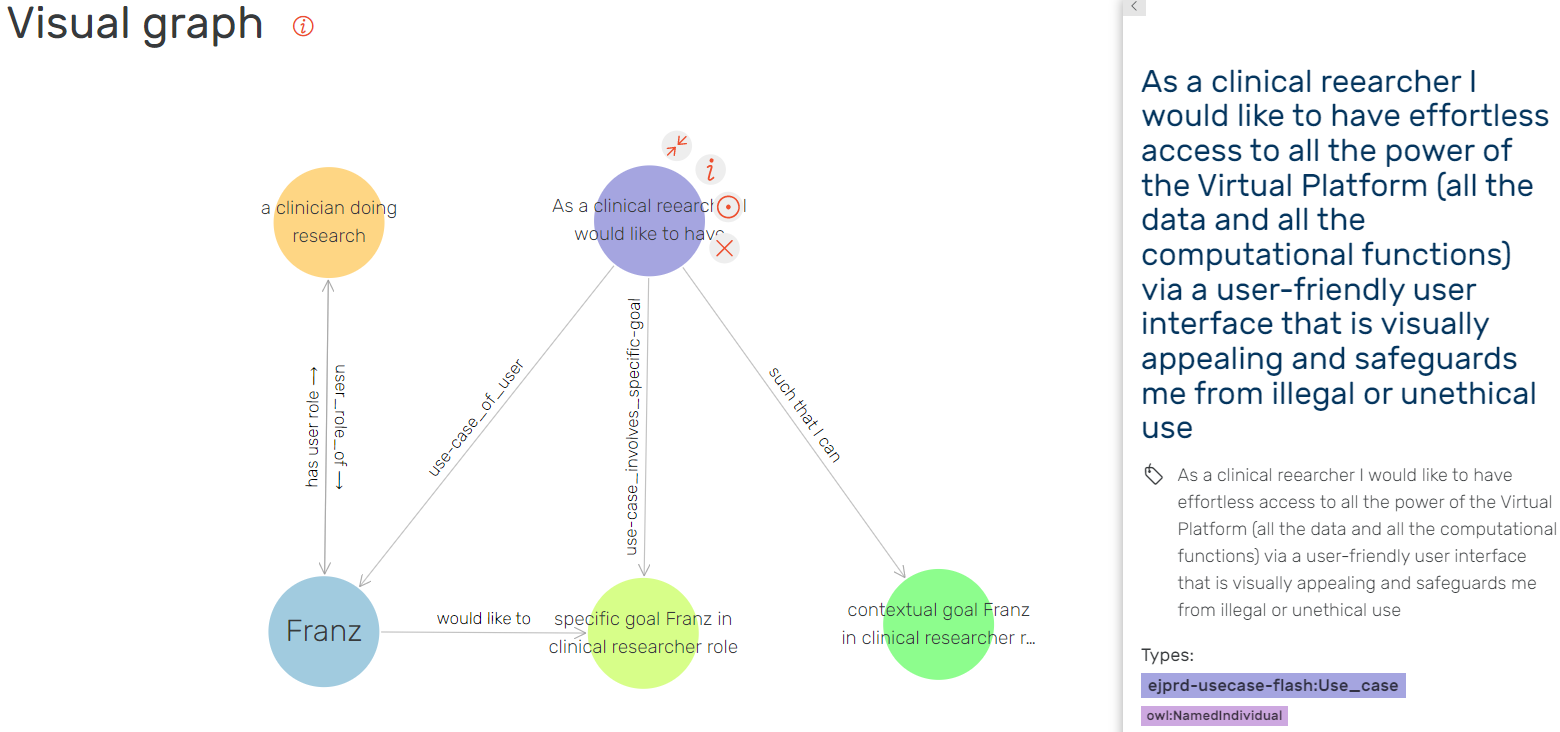 Visual graph
a clinician doing
research
As a clinical reearch I
would like to have
has user role →
user_role_of →
use-case_of_user
use-case_involves_specific-goal
such that I can
Franz
would like to
specific goal Franz in
clinical researcher role
contextual goal Franz
in clinical researcher r...
As a clinical reearcher I
would like to have effortless
access to all the power of
the Virtual Platform (all the
data and all the
computational functions)
via a user-friendly user
interface that is visually
appealing and safeguards
me from illegal or unethical
use
As a clinical reearcher I would like to have
effortless access to all the power of the Virtual
Platform (all the data and all the computational
functions) via a user-friendly user interface
that is visually appealing and safeguards me
from illegal or unethical use
Types:
ejprd-usecase-flash:Use_case
owl:NamedIndividual